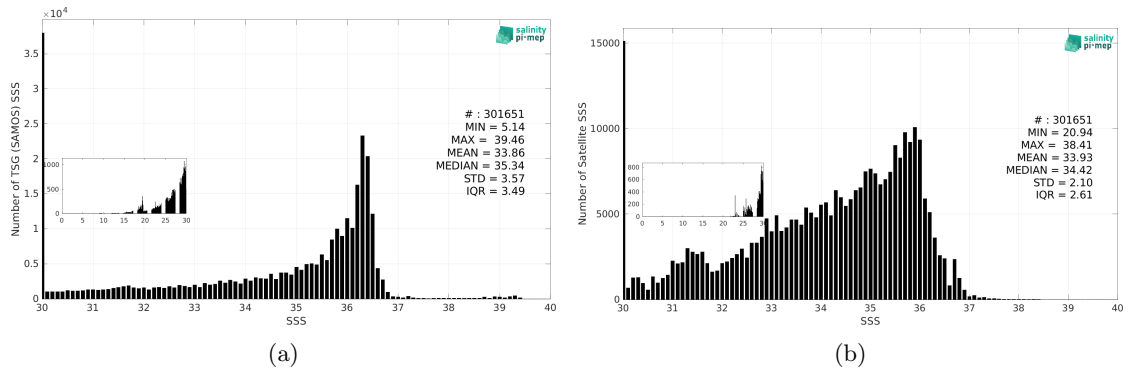 ×10⁴
salinity
pi-mep
3.5
3
2.5
2
1.5
1
0.5
0
Number of TSG (SAMOS) SSS
# : 301651
MIN = 5.14
MAX = 39.46
MEAN = 33.86
MEDIAN = 35.34
STD = 3.57
IQR = 3.49
1000
500
0
0 5 10 15 20 25 30
30 31 32 33 34 35 36 37 38 39 40
SSS
(a)
salinity
pi-mep
15000
10000
5000
0
Number of Satellite SSS
# : 301651
MIN = 20.94
MAX = 38.41
MEAN = 33.93
MEDIAN = 34.42
STD = 2.10
IQR = 2.61
800
600
400
200
0
0 5 10 15 20 25 30
30 31 32 33 34 35 36 37 38 39 40
SSS
(b)